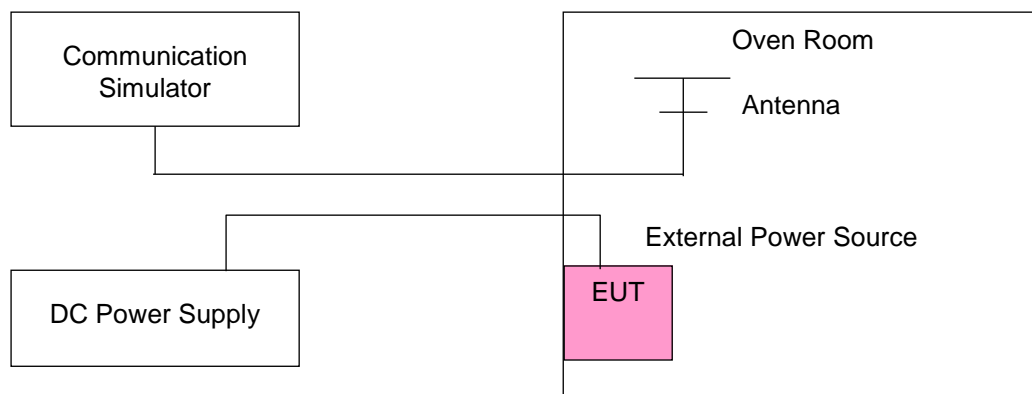 Communication
Simulator
Oven Room
Antenna
External Power Source
DC Power Supply
EUT